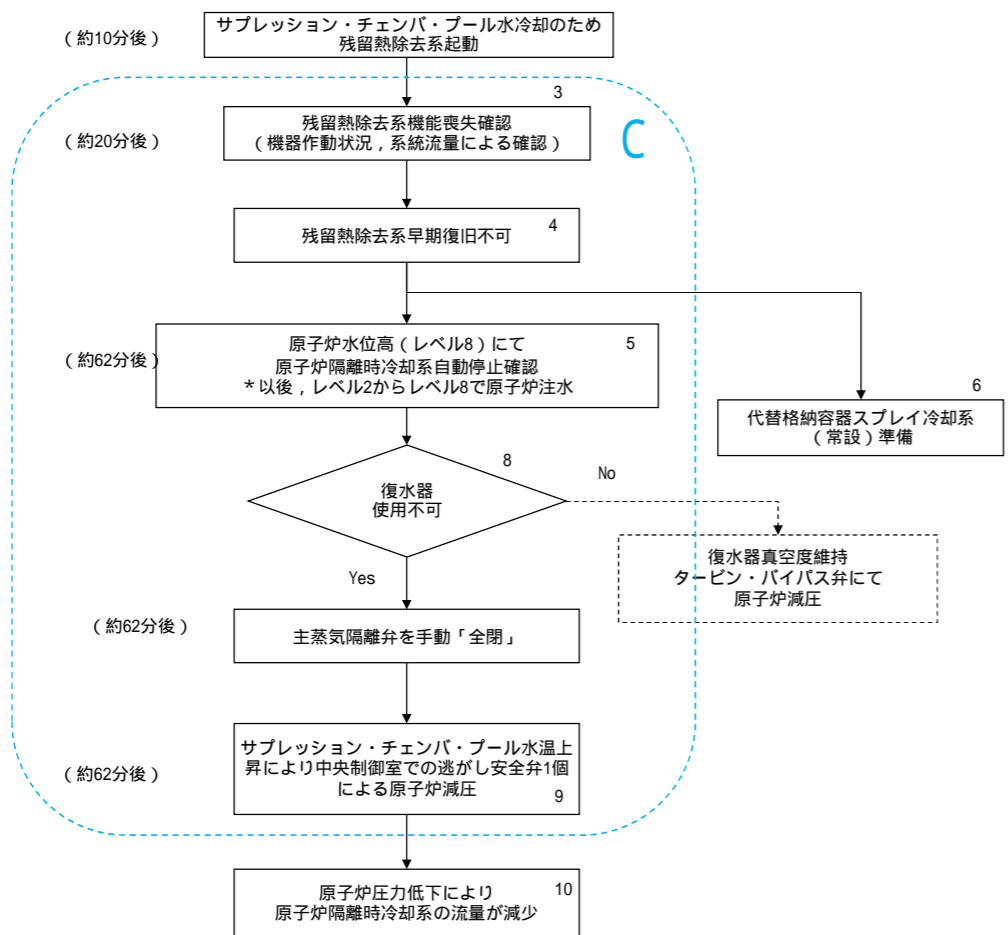 （約10分後）
サプレッション・チェンバ・プール水冷却のため
残留熱除去系起動
3
（約20分後）
残留熱除去系機能喪失確認
（機器作動状況，系統流量による確認）
C
4
残留熱除去系早期復旧不可
（約62分後）
5
原子炉水位高（レベル8）にて
原子炉隔離時冷却系自動停止確認
＊以後，レベル2からレベル8で原子炉注水
6
代替格納容器スプレイ冷却系
（常設）準備
8
復水器
使用不可
No
復水器真空度維持
タービン・バイパス弁にて
原子炉減圧
Yes
（約62分後）
主蒸気隔離弁を手動「全閉」
（約62分後）
サプレッション・チェンバ・プール水温上
昇により中央制御室での逃がし安全弁1個
による原子炉減圧
9
10
原子炉圧力低下により
原子炉隔離時冷却系の流量が減少